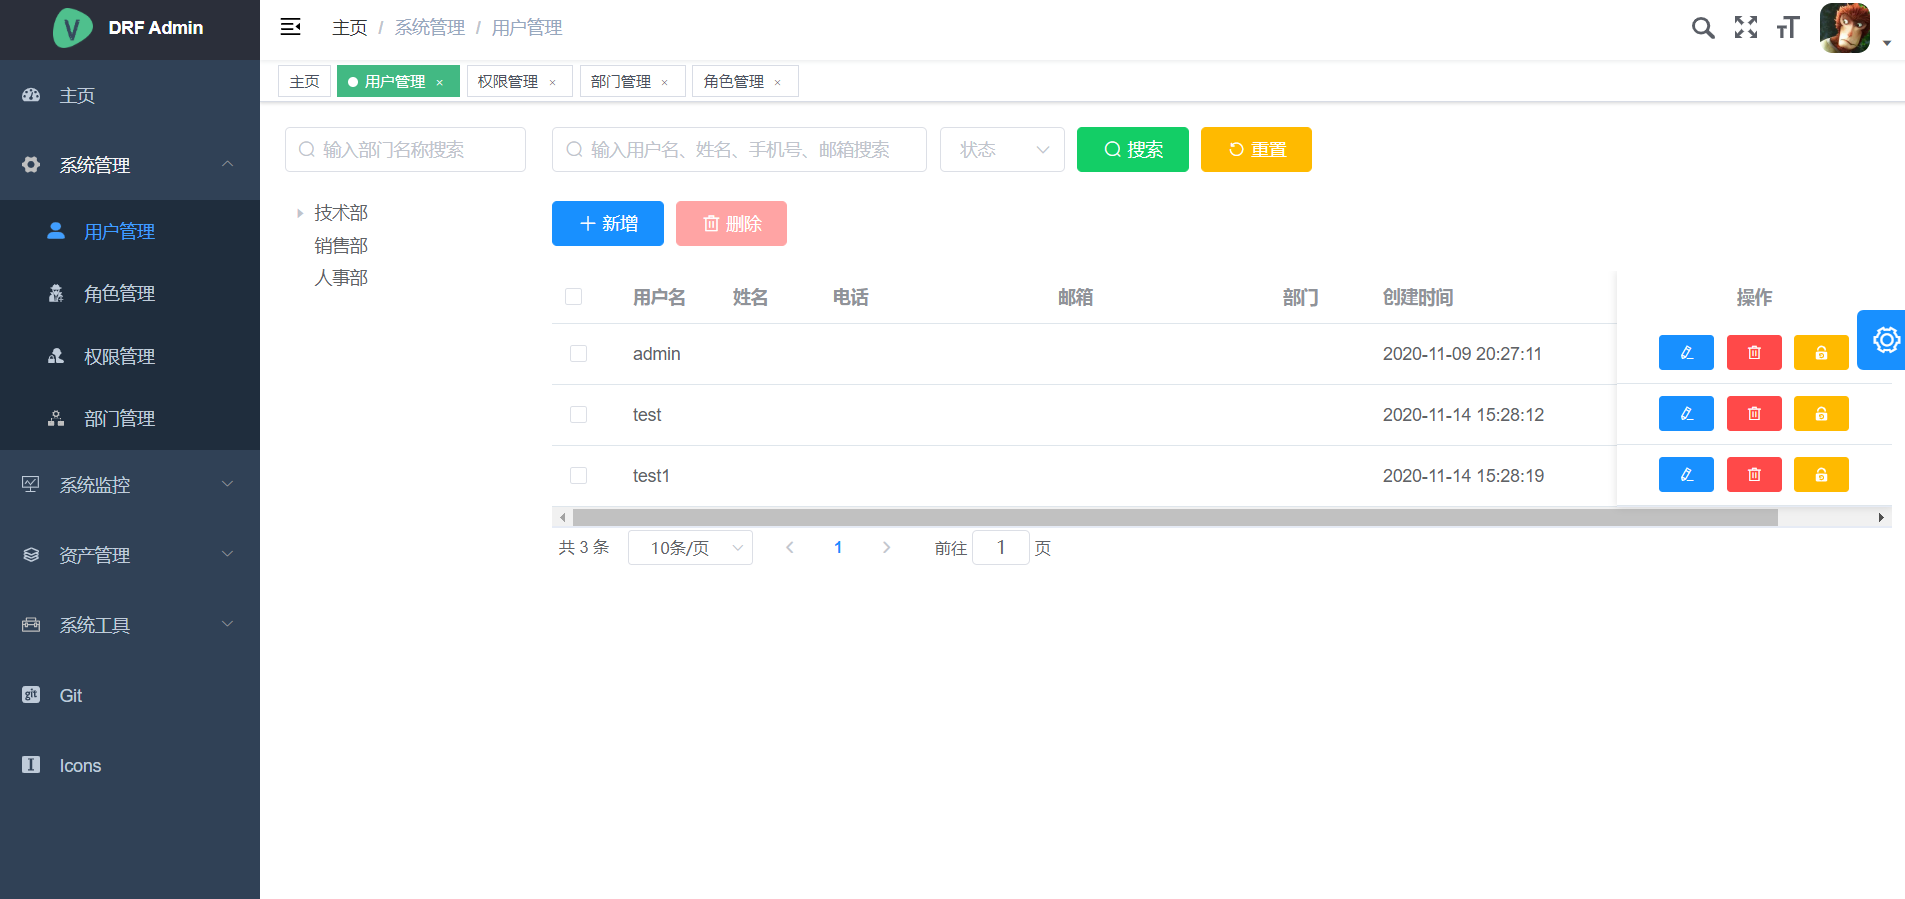 DRF Admin
主页
系统管理
用户管理
角色管理
权限管理
部门管理
系统监控
资产管理
系统工具
Git
Icons
主页 / 系统管理 / 用户管理
主页 用户管理 × 权限管理 × 部门管理 × 角色管理 ×
输入部门名称搜索
技术部
销售部
人事部
输入用户名、姓名、手机号、邮箱搜索 状态 搜索 重置
新增 删除
用户名 姓名 电话 邮箱 部门 创建时间 操作
admin 2020-11-09 20:27:11
test 2020-11-14 15:28:12
test1 2020-11-14 15:28:19
共 3 条 10条/页 1 前往 1 页